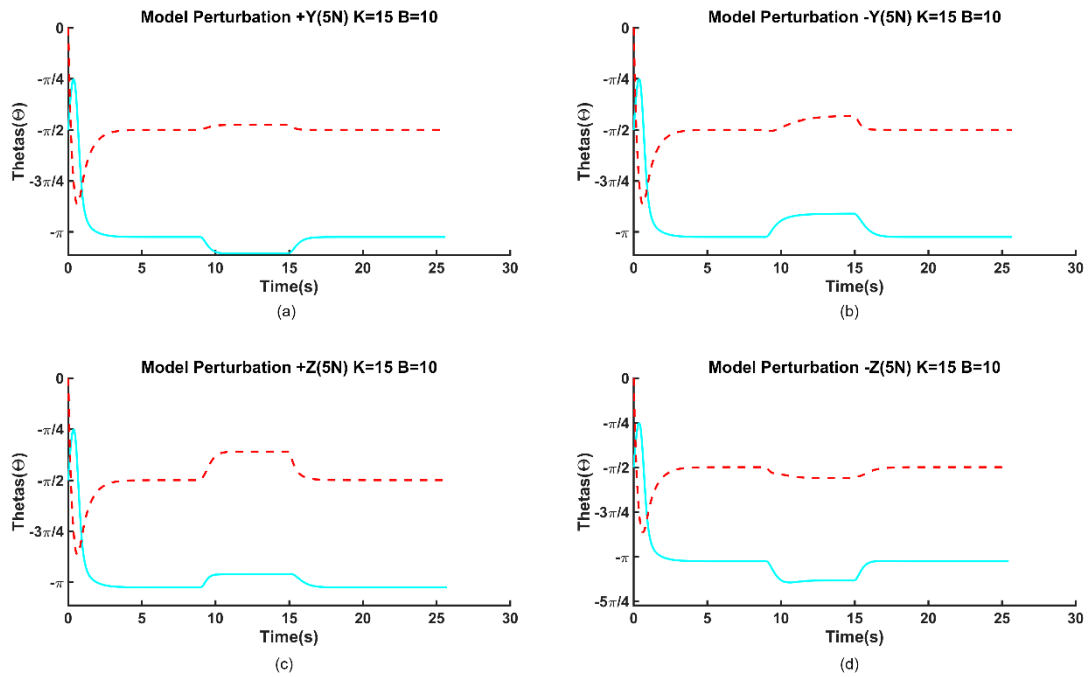 Model Perturbation +Y(5N) K=15 B=10
0
-π/4
-π/2
-3π/4
-π
Thetas(Θ)
0 5 10 15 20 25 30
Time(s)
(a)
Model Perturbation -Y(5N) K=15 B=10
0
-π/4
-π/2
-3π/4
-π
Thetas(Θ)
0 5 10 15 20 25 30
Time(s)
(b)
Model Perturbation +Z(5N) K=15 B=10
0
-π/4
-π/2
-3π/4
-π
Thetas(Θ)
0 5 10 15 20 25 30
Time(s)
(c)
Model Perturbation -Z(5N) K=15 B=10
0
-π/4
-π/2
-3π/4
-π
-5π/4
Thetas(Θ)
0 5 10 15 20 25 30
Time(s)
(d)